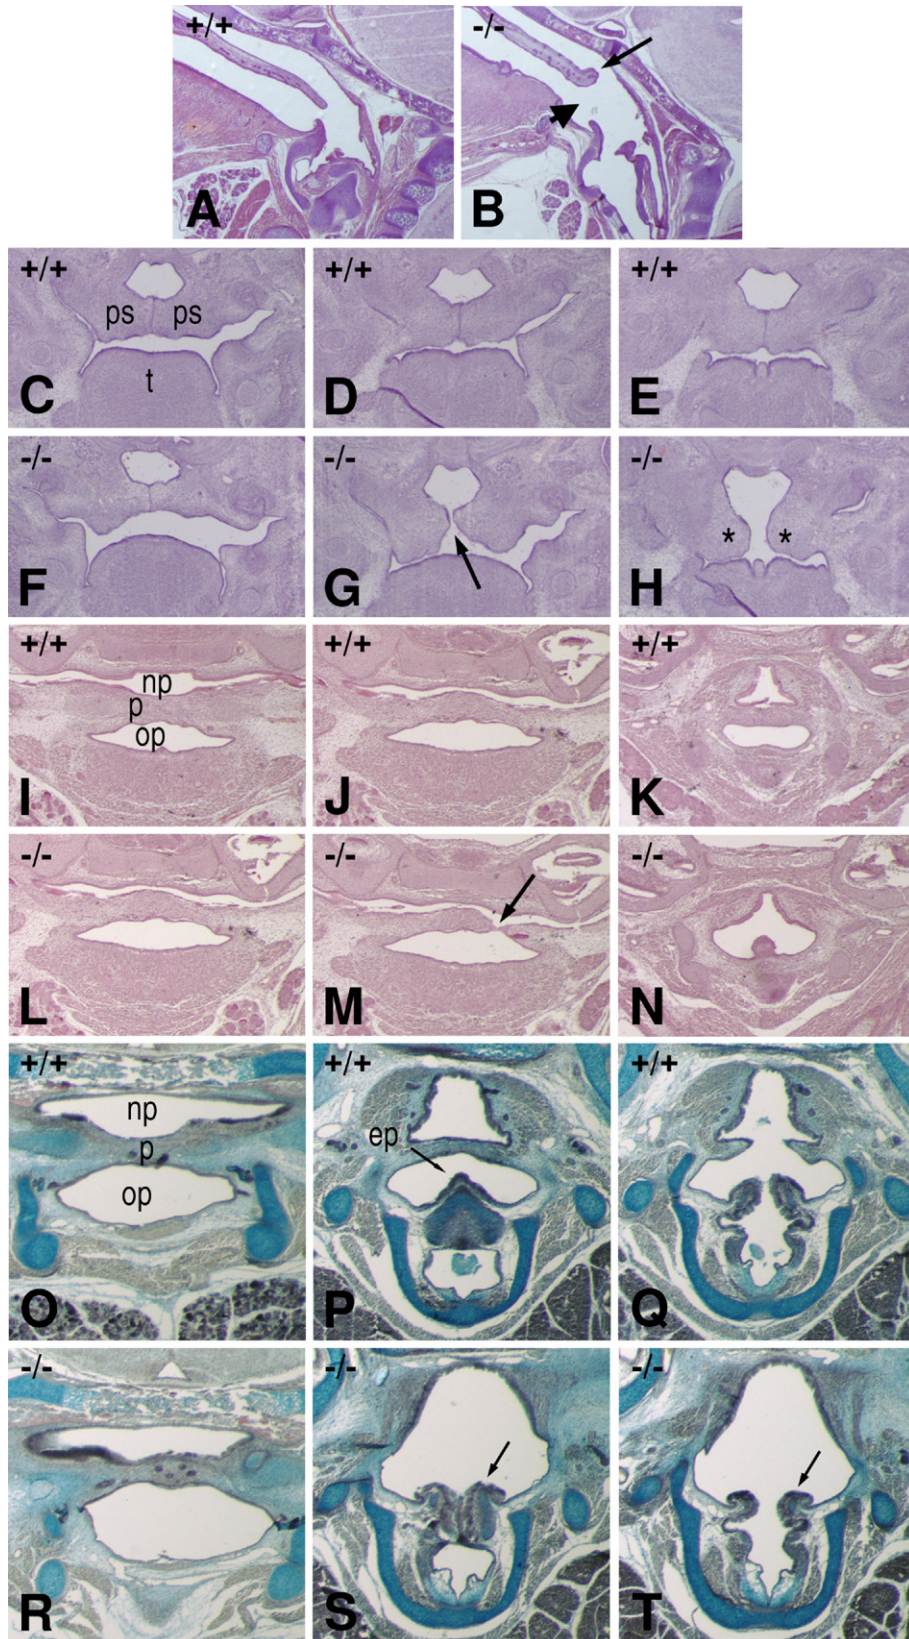 +/+ -/-
A B
+/+ +/+ +/+
ps ps
t
C D E
-/- -/- -/-
* *
F G H
+/+ +/+ +/+
np
p
op
I J K
-/- -/- -/-
L M N
+/+ +/+ +/+
np
ep
p
op
O P Q
-/- -/- -/-
R S T